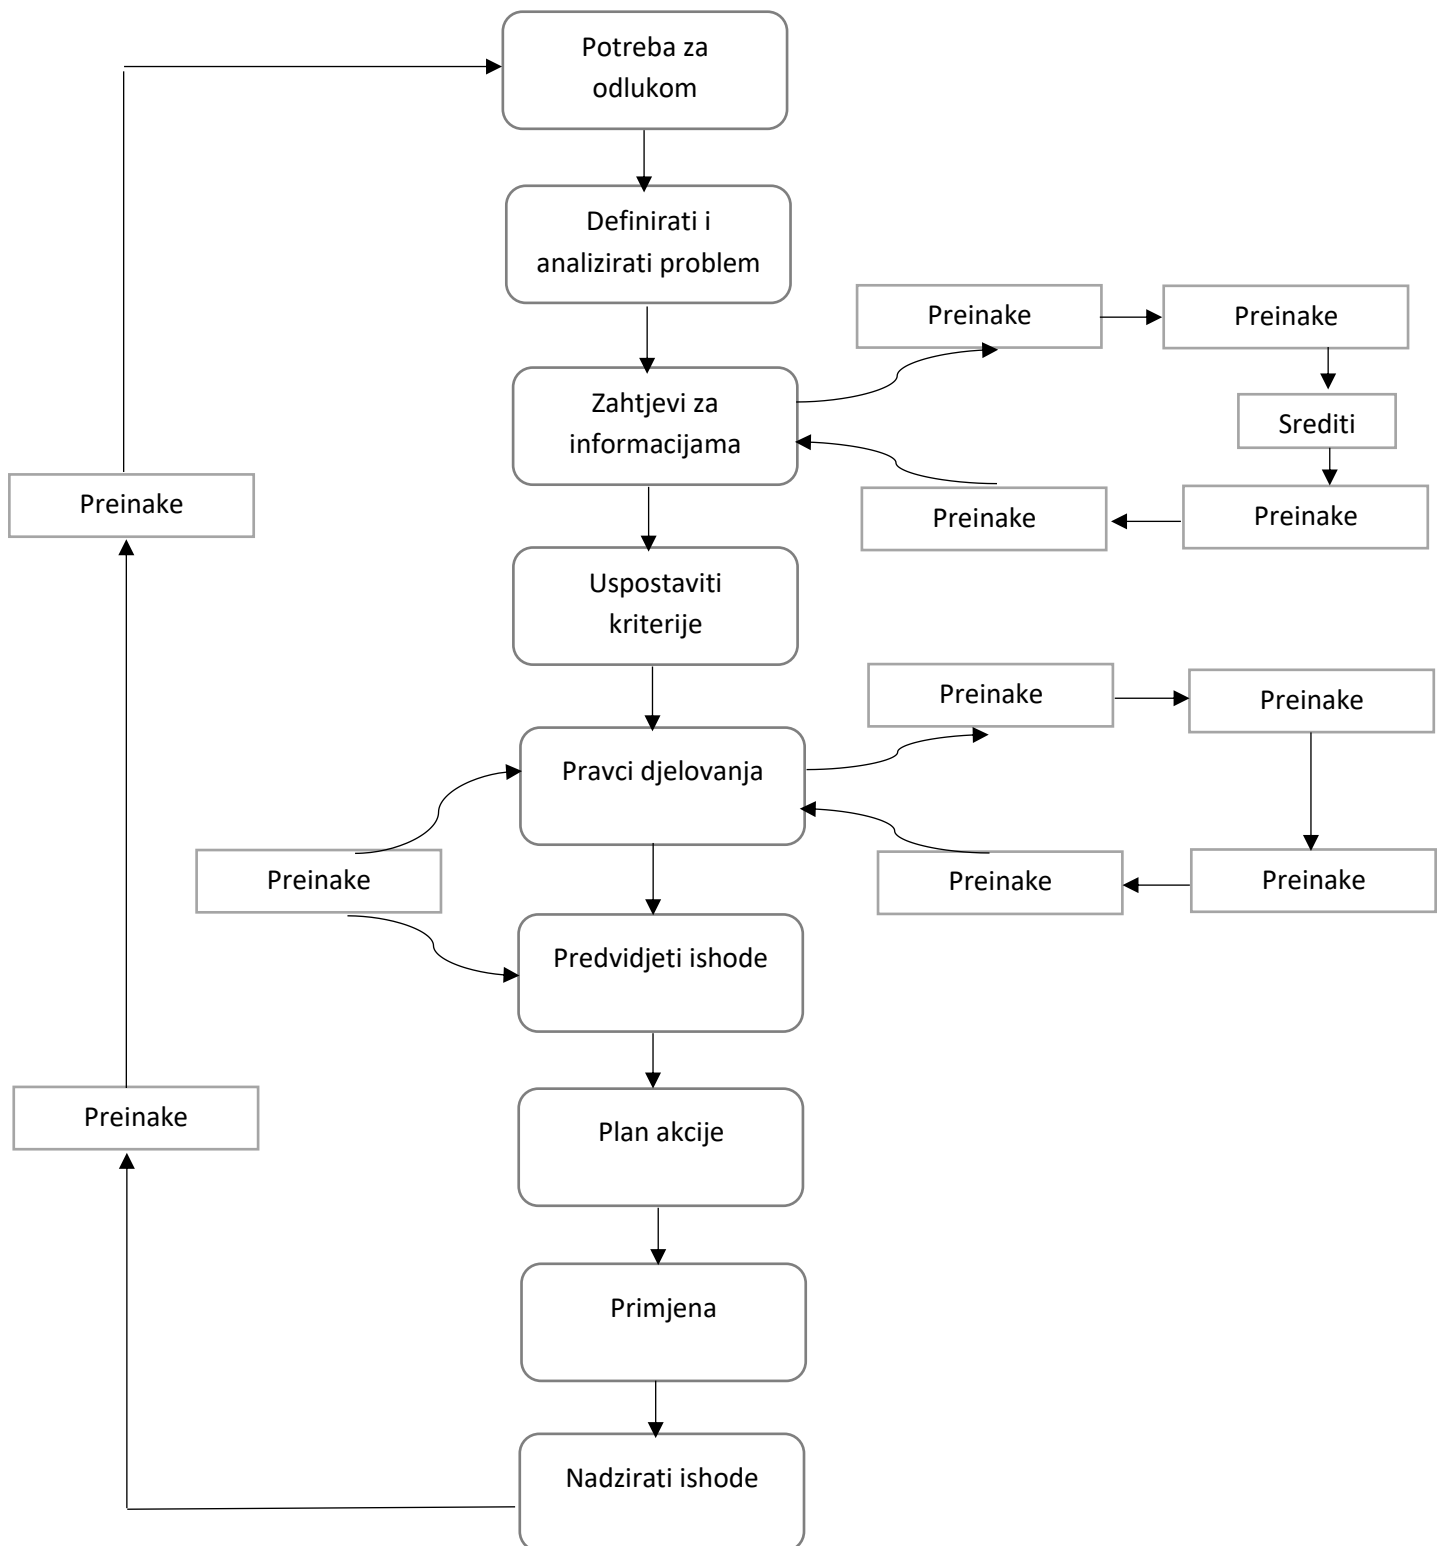 Potreba za
odlukom
Definirati i
analizirati problem
Preinake
Preinake
Zahtjevi za
informacijama
Srediti
Preinake
Preinake
Preinake
Uspostaviti
kriterije
Preinake
Preinake
Pravci djelovanja
Preinake
Preinake
Preinake
Predvidjeti ishode
Preinake
Plan akcije
Primjena
Nadzirati ishode